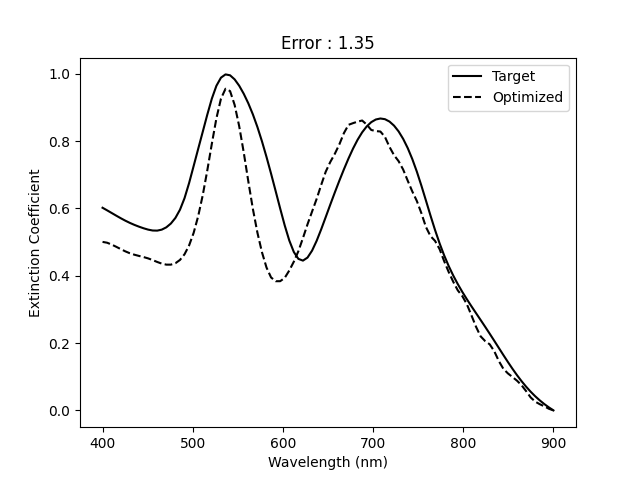 Error : 1.35
Target
Optimized
Extinction Coefficient
1.0
0.8
0.6
0.4
0.2
0.0
400 500 600 700 800 900
Wavelength (nm)